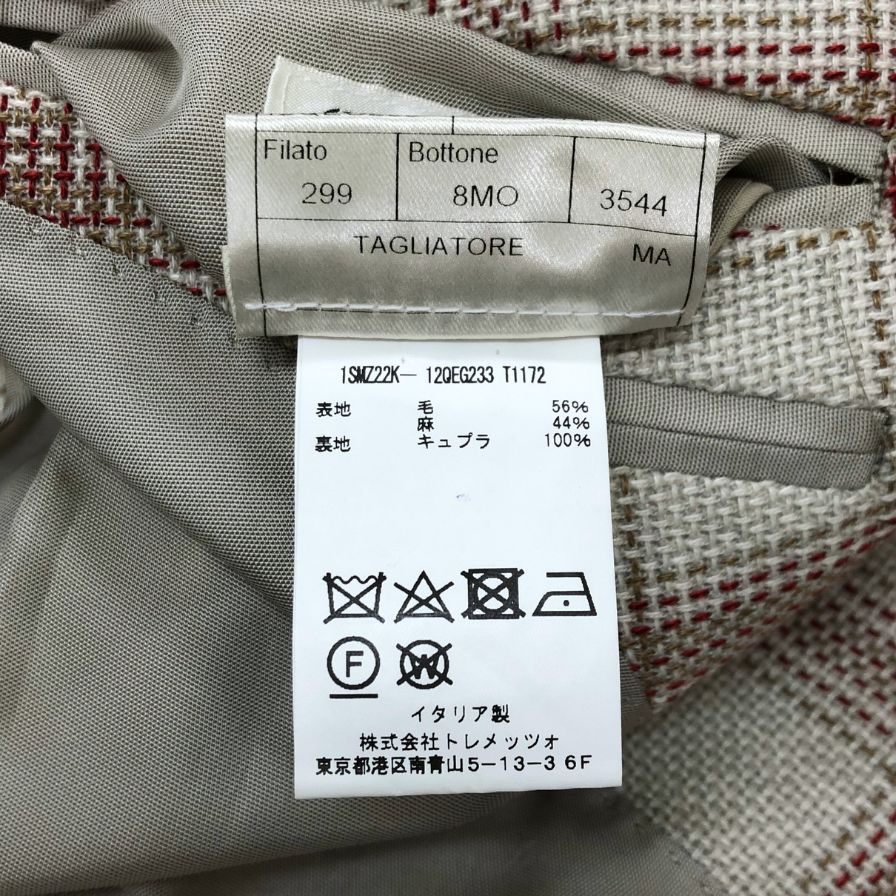 Filato Bottone
299 8MO 3544
TAGLIATORE MA
1SMZ22K- 12QEG233 T1172
表地 毛 56%
麻 44%
裏地 キュプラ 100%
F W
イタリア製
株式会社トレメッツォ
東京都港区南青山5-13-3 6F